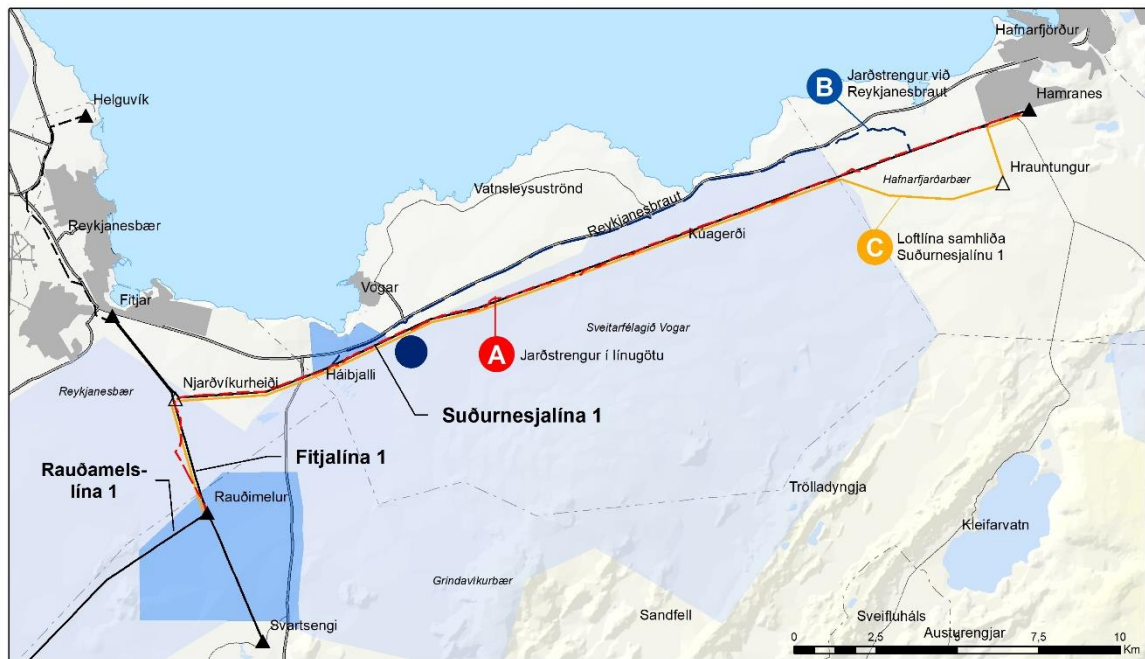 Hafnarfjörður
B
Jarðstrengur við
Reykjanesbraut
Hamranes
Helguvík
Vatnsleysuströnd
Hafnarfjarðarbær
Hrauntungur
Reykjanesbraut
Reykjanesbær
Kúagerði
C
Loftlína samhliða
Suðurnesjalínu 1
Vogar
Fitjar
Sveitarfélagið Vogar
A
Jarðstrengur í línugötu
Háibjalli
Njarðvíkurheiði
Reykjanesbær
Suðurnesjalína 1
Fitjalína 1
Rauðamels-
lína 1
Rauðimelur
Trölladyngja
Kleifarvatn
Grindavíkurbær
Sandfell
Sveifluháls
Svartsengi
Austurengjar
0 2,5 5 7,5 10
Km